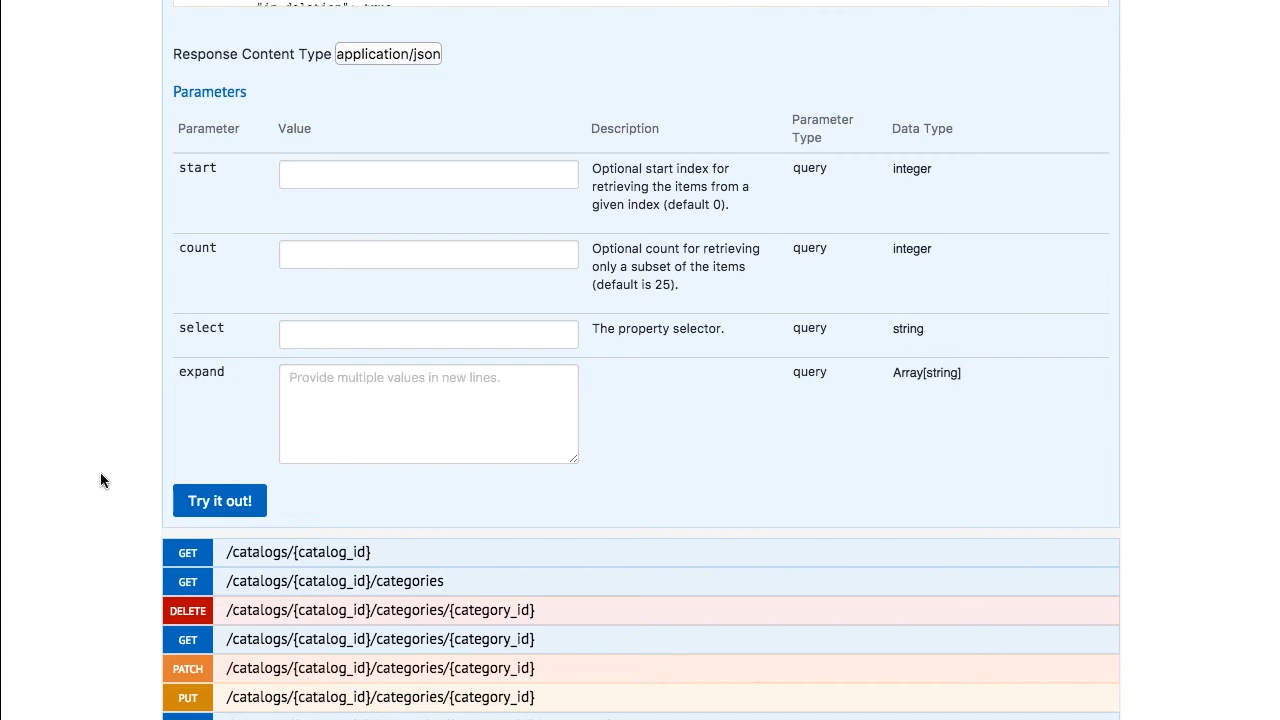 "in_deletion": true
Response Content Type application/json
Parameters
Parameter Value Description Parameter Type Data Type
start Optional start index for retrieving the items from a given index (default 0). query integer
count Optional count for retrieving only a subset of the items (default is 25). query integer
select The property selector. query string
expand Provide multiple values in new lines. query Array[string]
Try it out!
GET /catalogs/{catalog_id}
GET /catalogs/{catalog_id}/categories
DELETE /catalogs/{catalog_id}/categories/{category_id}
GET /catalogs/{catalog_id}/categories/{category_id}
PATCH /catalogs/{catalog_id}/categories/{category_id}
PUT /catalogs/{catalog_id}/categories/{category_id}